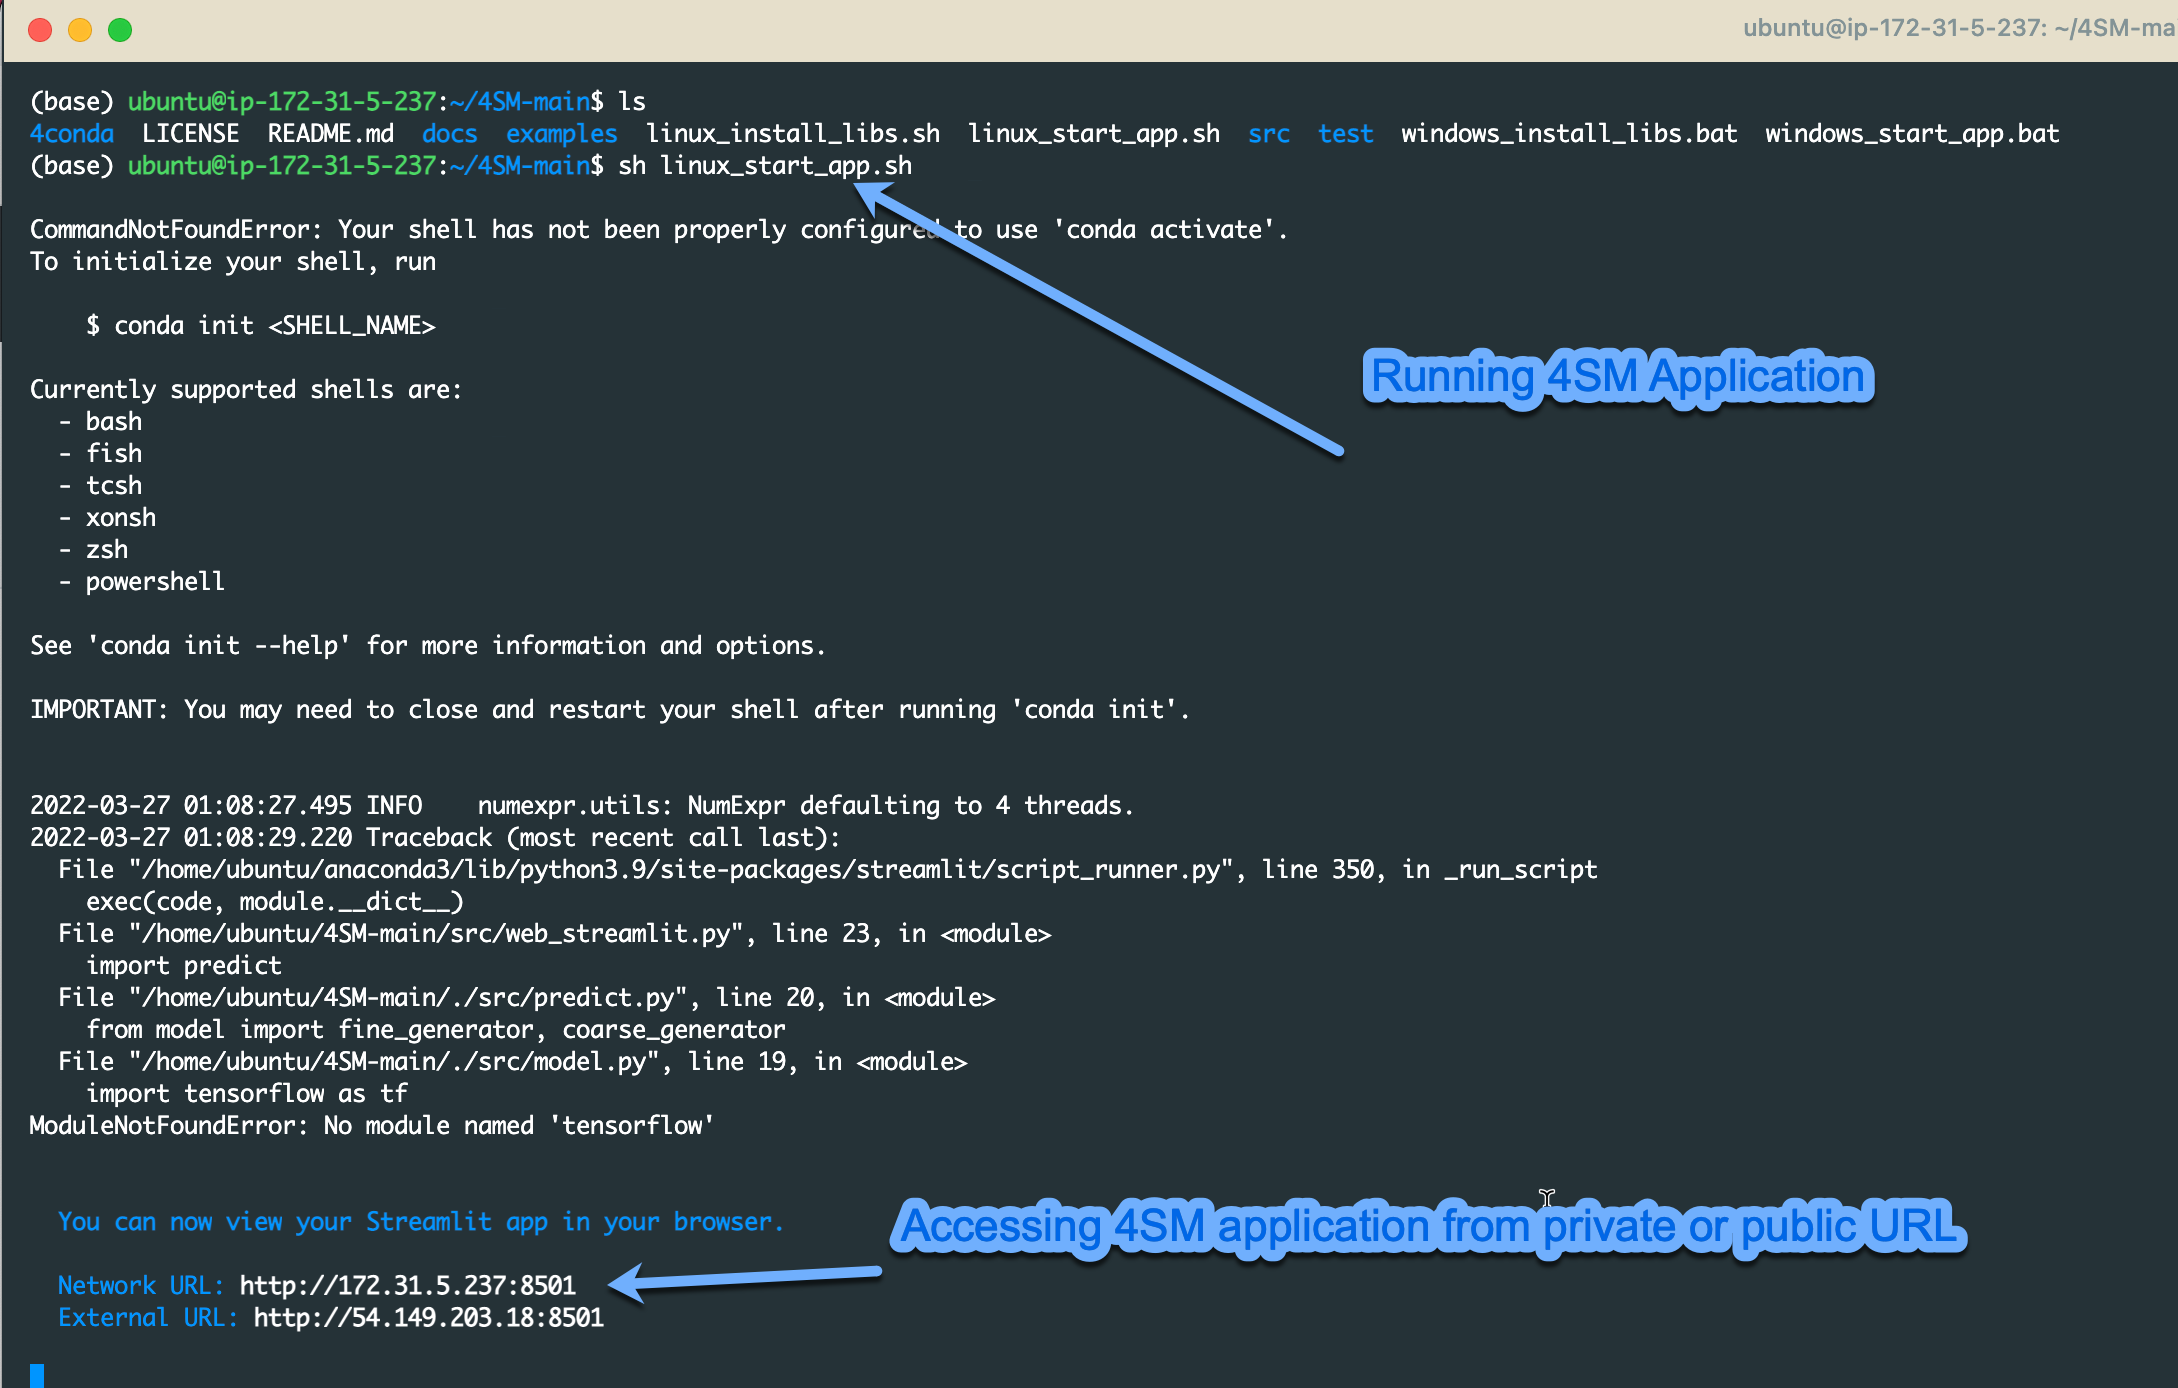 ubuntu@ip-172-31-5-237: ~/4SM-ma
(base) ubuntu@ip-172-31-5-237:~/4SM-main$ ls
4conda LICENSE README.md docs examples linux_install_libs.sh linux_start_app.sh src test windows_install_libs.bat windows_start_app.bat
(base) ubuntu@ip-172-31-5-237:~/4SM-main$ sh linux_start_app.sh
CommandNotFoundError: Your shell has not been properly configured to use 'conda activate'.
To initialize your shell, run
$ conda init <SHELL_NAME>
Running 4SM Application
Currently supported shells are:
- bash
- fish
- tcsh
- xonsh
- zsh
- powershell
See 'conda init --help' for more information and options.
IMPORTANT: You may need to close and restart your shell after running 'conda init'.
2022-03-27 01:08:27.495 INFO    numexpr.utils: NumExpr defaulting to 4 threads.
2022-03-27 01:08:29.220 Traceback (most recent call last):
File "/home/ubuntu/anaconda3/lib/python3.9/site-packages/streamlit/script_runner.py", line 350, in _run_script
exec(code, module.__dict__)
File "/home/ubuntu/4SM-main/src/web_streamlit.py", line 23, in <module>
import predict
File "/home/ubuntu/4SM-main/./src/predict.py", line 20, in <module>
from model import fine_generator, coarse_generator
File "/home/ubuntu/4SM-main/./src/model.py", line 19, in <module>
import tensorflow as tf
ModuleNotFoundError: No module named 'tensorflow'
You can now view your Streamlit app in your browser.
Accessing 4SM application from private or public URL
Network URL: http://172.31.5.237:8501
External URL: http://54.149.203.18:8501